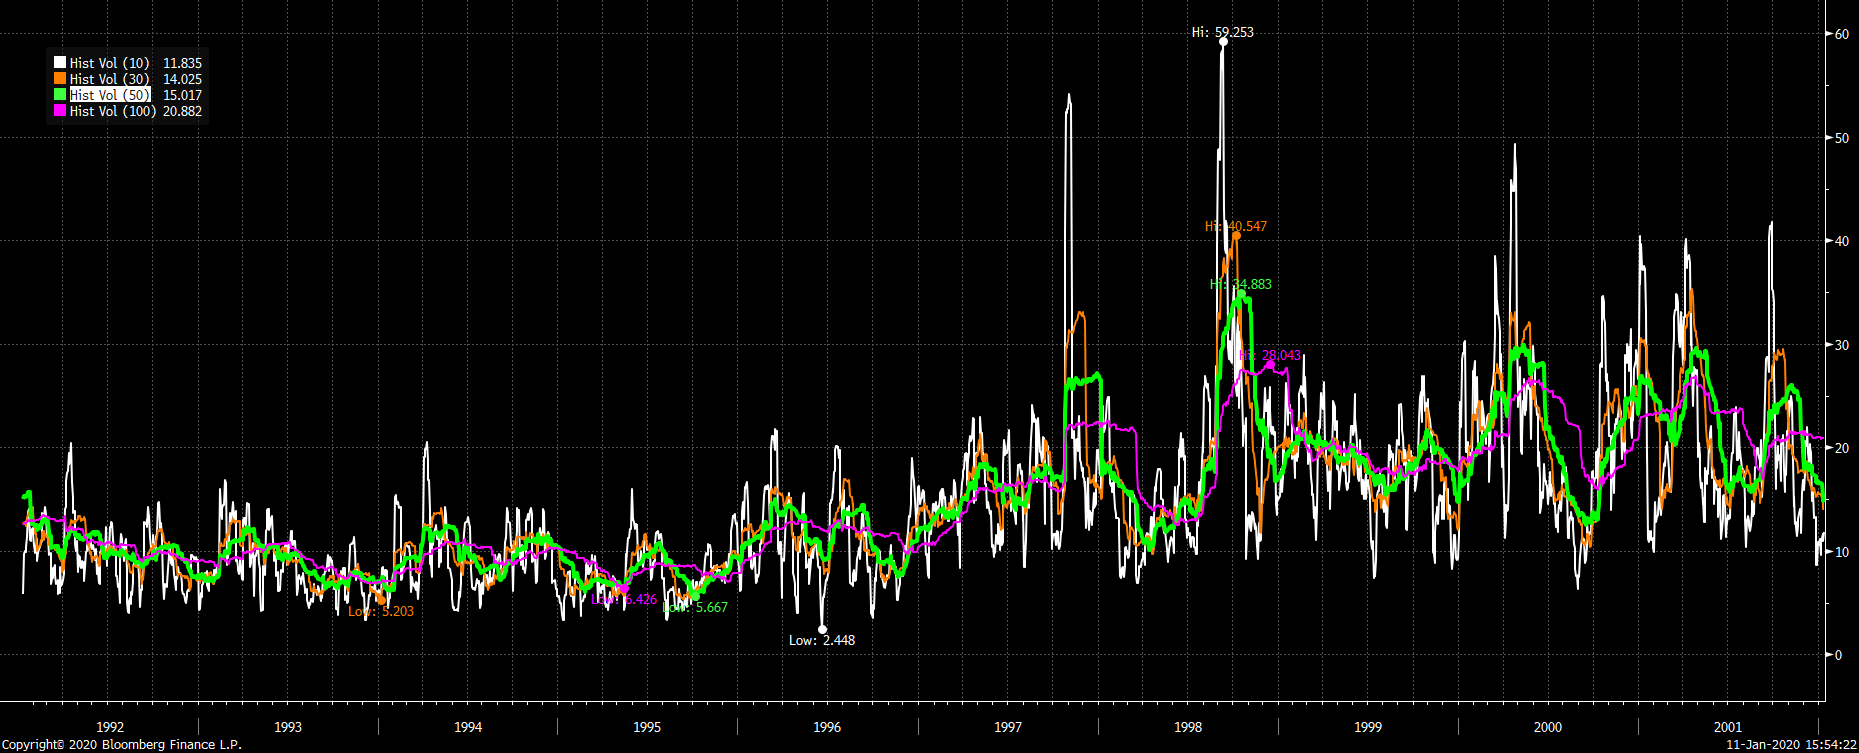 Hi: 59.253
60
Hist Vol (10) 11.835
Hist Vol (30) 14.025
Hist Vol (50) 15.017
Hist Vol (100) 20.882
50
Hi: 40.547
40
Hi: 34.883
30
Hi: 28.043
20
10
Low: 6.426
Low: 5.667
Low: 5.203
Low: 2.448
0
1992 1993 1994 1995 1996 1997 1998 1999 2000 2001
Copyright© 2020 Bloomberg Finance L.P.
11-Jan-2020 15:54:22